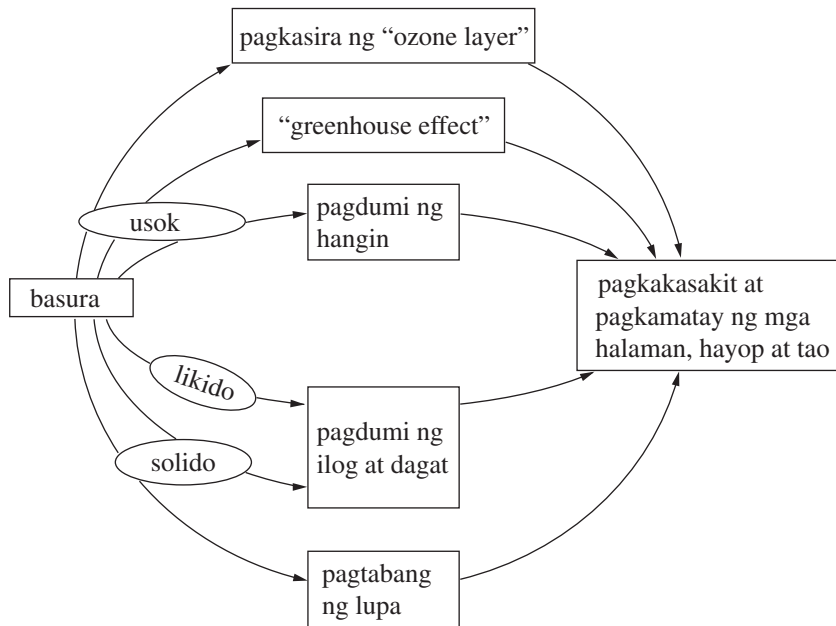 pagkasira ng “ozone layer”
“greenhouse effect”
usok
pagdumi ng
hangin
basura
pagkakasakit at
pagkamatay ng mga
halaman, hayop at tao
likido
pagdumi ng
ilog at dagat
solido
pagtabang
ng lupa